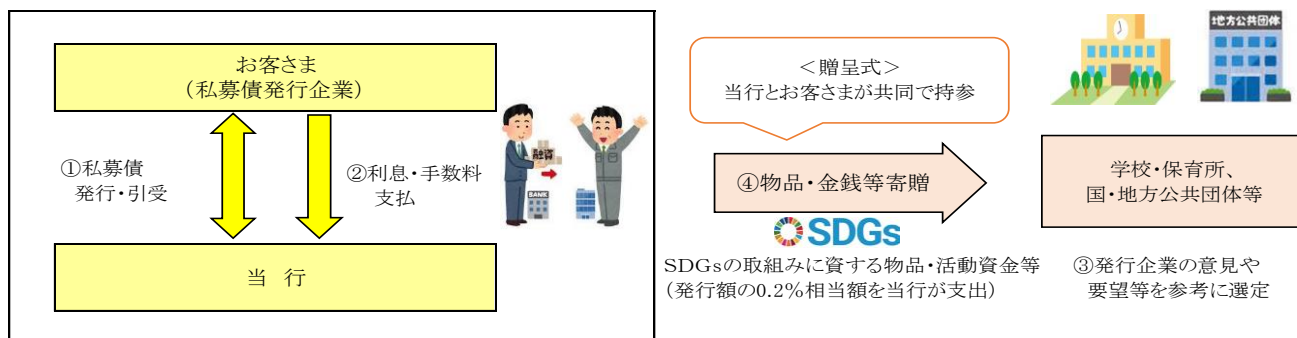 お客さま
（私募債発行企業）
①私募債
発行・引受
②利息・手数料
支払
当 行
融資
BANK
＜贈呈式＞
当行とお客さまが共同で持参
④物品・金銭等寄贈
SDGs
SDGsの取組みに資する物品・活動資金等
（発行額の0.2％相当額を当行が支出）
地方公共団体
学校・保育所、
国・地方公共団体等
③発行企業の意見や
要望等を参考に選定